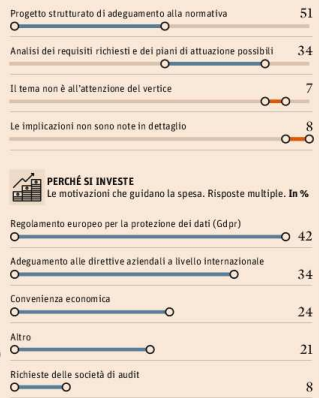 Progetto strutturato di adeguamento alla normativa 51
Analisi dei requisiti richiesti e dei piani di attuazione possibili 34
Il tema non è all'attenzione del vertice 7
Le implicazioni non sono note in dettaglio 8
PERCHÉ SI INVESTE
Le motivazioni che guidano la spesa. Risposte multiple. In %
Regolamento europeo per la protezione dei dati (Gdpr)
42
Adeguamento alle direttive aziendali a livello internazionale
34
Convenienza economica
24
Altro
21
Richieste delle società di audit
8